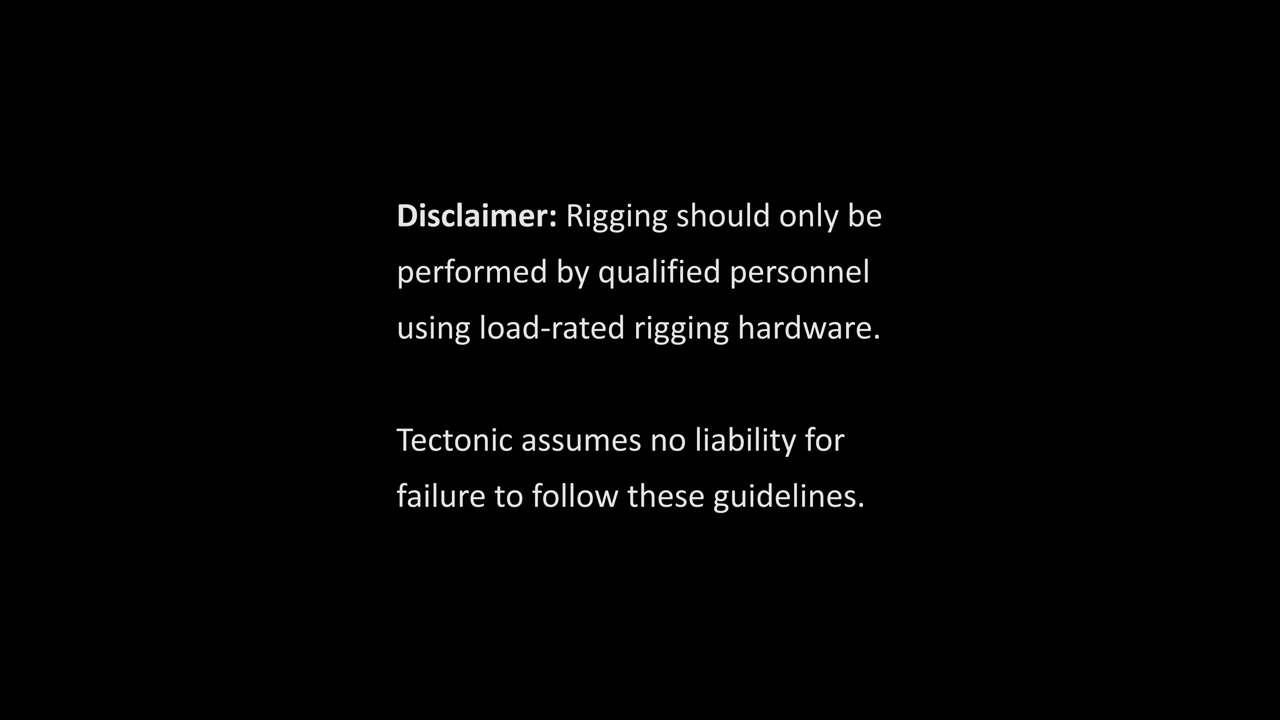 Disclaimer: Rigging should only be
performed by qualified personnel
using load-rated rigging hardware.
Tectonic assumes no liability for
failure to follow these guidelines.